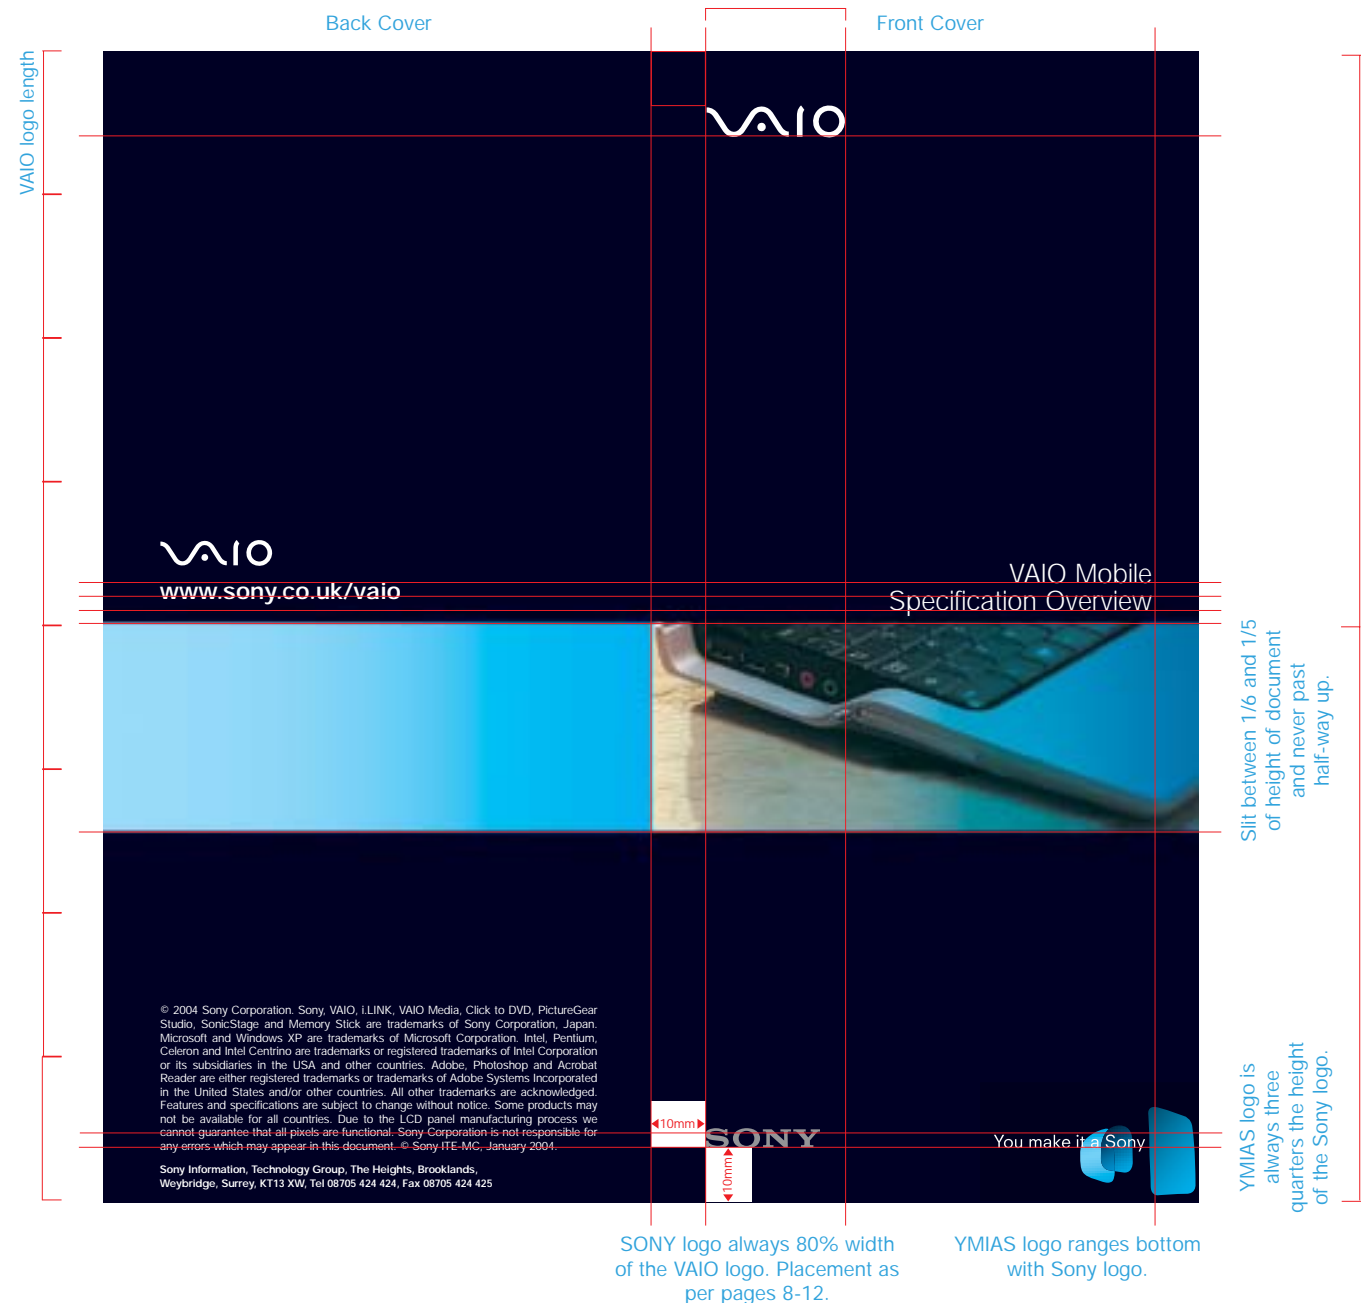 Back Cover
Front Cover
VAIO logo length
VAIO
VAIO
www.sony.co.uk/vaio
VAIO Mobile
Specification Overview
Slit between 1/6 and 1/5
of height of document
and never past
half-way up.
© 2004 Sony Corporation. Sony, VAIO, i.LINK, VAIO Media, Click to DVD, PictureGear
Studio, SonicStage and Memory Stick are trademarks of Sony Corporation, Japan.
Microsoft and Windows XP are trademarks of Microsoft Corporation. Intel, Pentium,
Celeron and Intel Centrino are trademarks or registered trademarks of Intel Corporation
or its subsidiaries in the USA and other countries. Adobe, Photoshop and Acrobat
Reader are either registered trademarks or trademarks of Adobe Systems Incorporated
in the United States and/or other countries. All other trademarks are acknowledged.
Features and specifications are subject to change without notice. Some products may
not be available for all countries. Due to the LCD panel manufacturing process we
cannot guarantee that all pixels are functional. Sony Corporation is not responsible for
any errors which may appear in this document. © Sony ITE-MC, January 2004.
Sony Information, Technology Group, The Heights, Brooklands,
Weybridge, Surrey, KT13 XW, Tel 08705 424 424, Fax 08705 424 425
10mm
SONY
10mm
You make it a Sony
YMIAS logo is
always three
quarters the height
of the Sony logo.
SONY logo always 80% width
of the VAIO logo. Placement as
per pages 8-12.
YMIAS logo ranges bottom
with Sony logo.